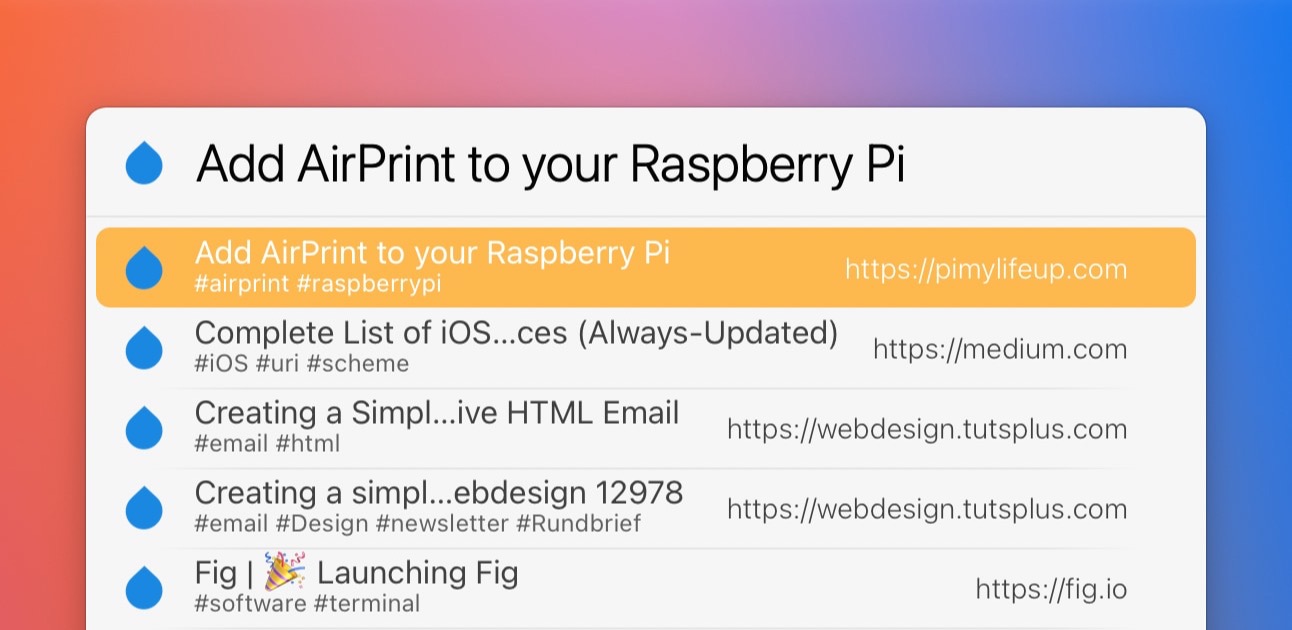 Add AirPrint to your Raspberry Pi
Add AirPrint to your Raspberry Pi
#airprint #raspberrypi
https://pimylifeup.com
Complete List of iOS...ces (Always-Updated)
#iOS #uri #scheme
https://medium.com
Creating a Simpl...ive HTML Email
#email #html
https://webdesign.tutsplus.com
Creating a simpl...ebdesign 12978
#email #Design #newsletter #Rundbrief
https://webdesign.tutsplus.com
Fig | 🎉 Launching Fig
#software #terminal
https://fig.io